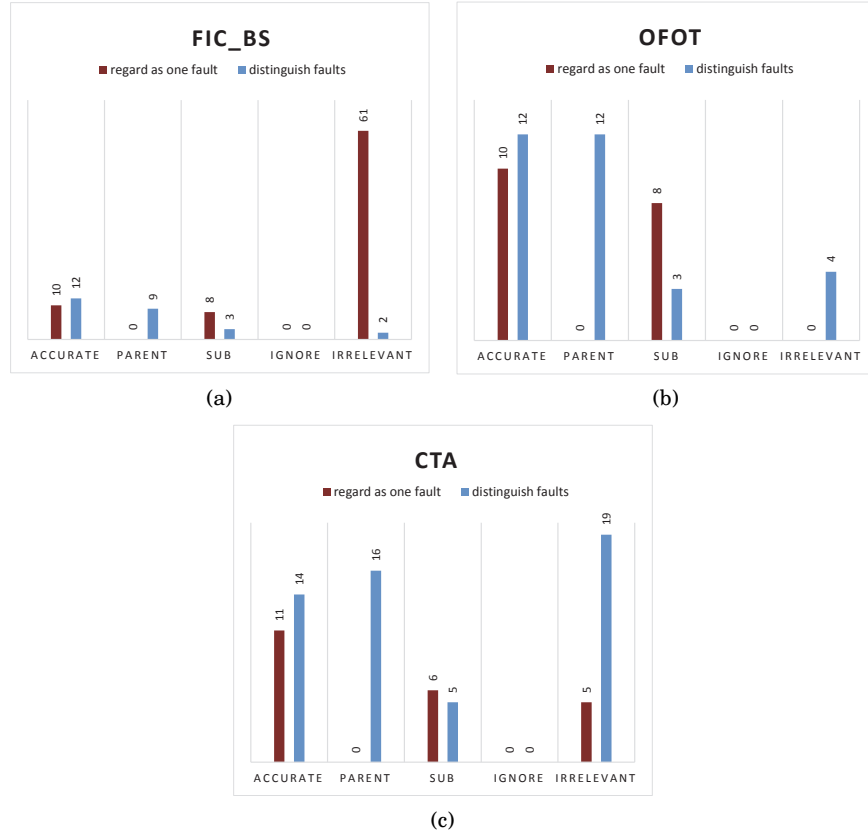 FIC_BS
regard as one fault distinguish faults
10 12 0 9 8 3 0 0 61 2
ACCURATE PARENT SUB IGNORE IRRELEVANT
(a)
OFOT
regard as one fault distinguish faults
10 12 0 12 8 3 0 0 0 4
ACCURATE PARENT SUB IGNORE IRRELEVANT
(b)
CTA
regard as one fault distinguish faults
11 14 0 16 6 5 0 0 5 19
ACCURATE PARENT SUB IGNORE IRRELEVANT
(c)